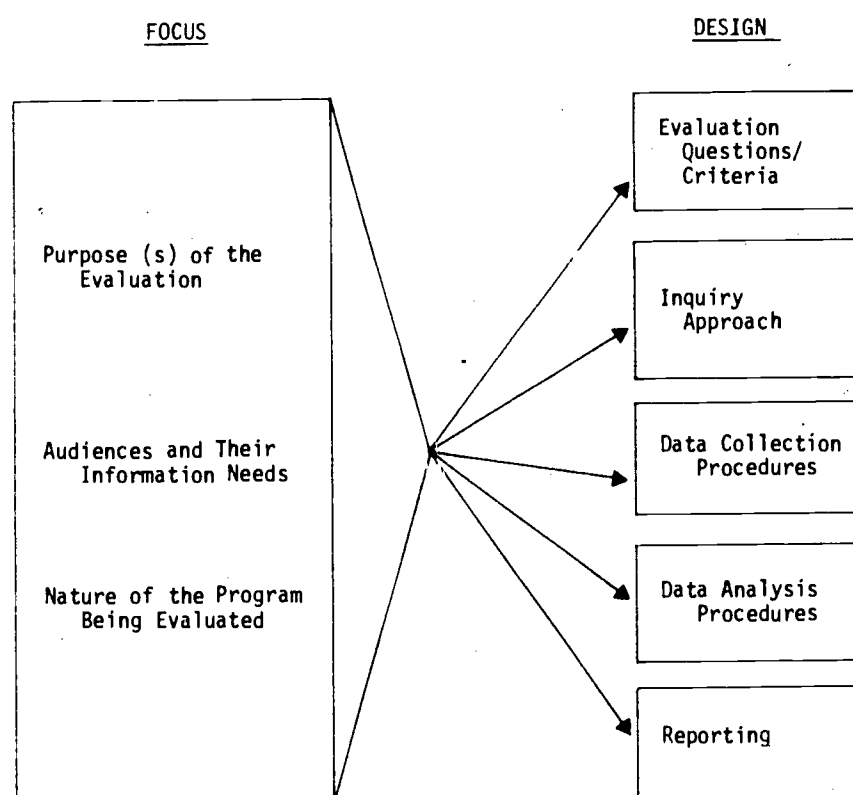 FOCUS
DESIGN
Purpose (s) of the
Evaluation
Audiences and Their
Information Needs
Nature of the Program
Being Evaluated
Evaluation
Questions/
Criteria
Inquiry
Approach
Data Collection
Procedures
Data Analysis
Procedures
Reporting